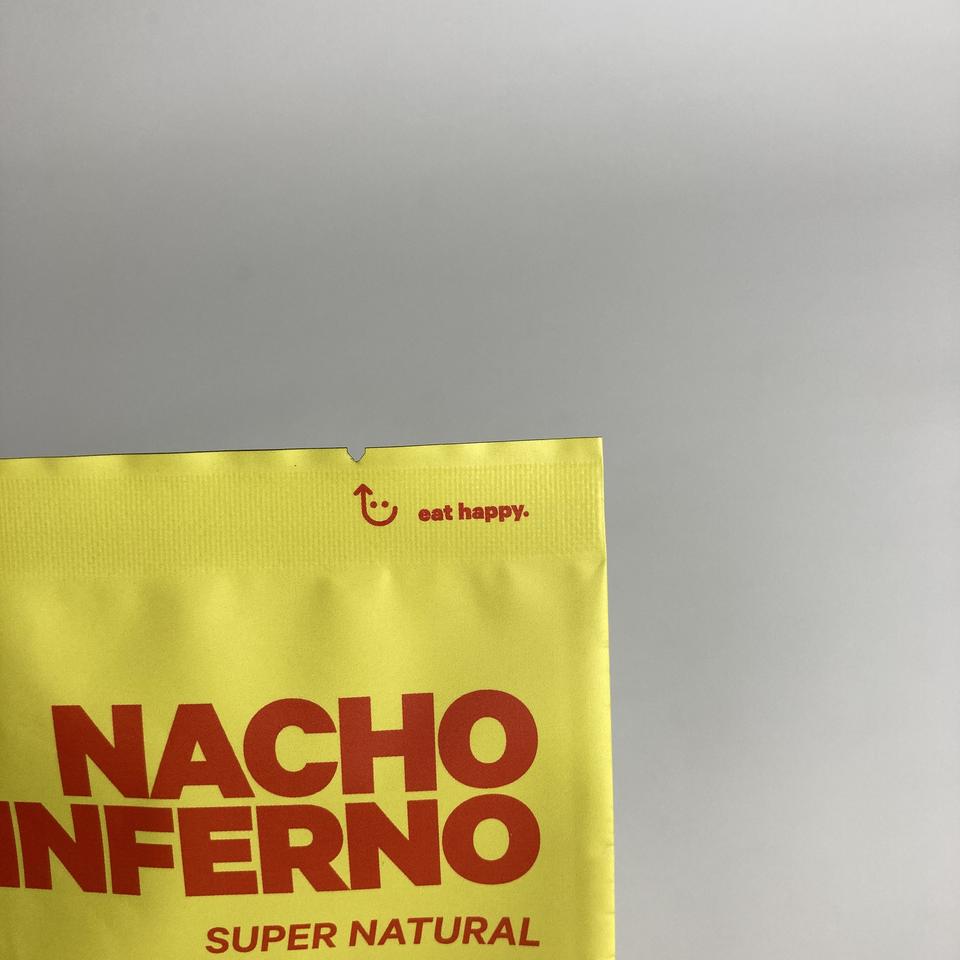 eat happy.
NACHO
INFERNO
SUPER NATURAL